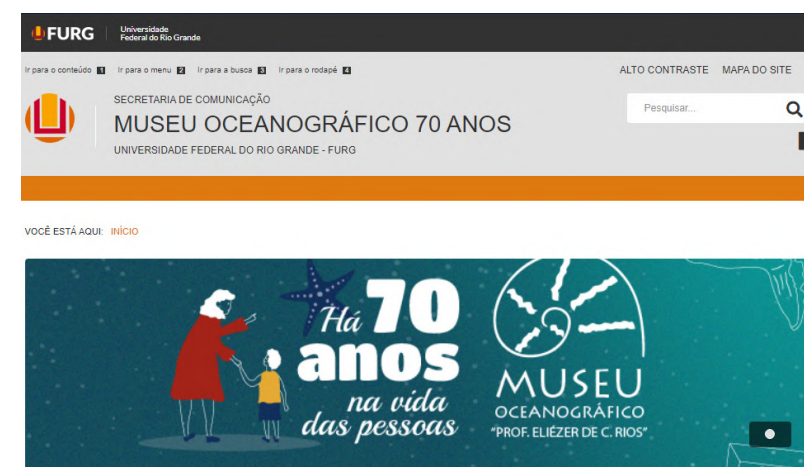 FURG
Universidade
Federal do Rio Grande
Ir para o conteúdo 1 Ir para o menu 2 Ir para a busca 3 Ir para o rodapé 4
ALTO CONTRASTE MAPA DO SITE
SECRETARIA DE COMUNICAÇÃO
MUSEU OCEANOGRÁFICO 70 ANOS
UNIVERSIDADE FEDERAL DO RIO GRANDE - FURG
Pesquisar...
VOCÊ ESTÁ AQUI: INÍCIO
Há 70
anos
na vida
das pessoas
MUSEU
OCEANOGRÁFICO
"PROF. ELIÉZER DE C. RIOS"